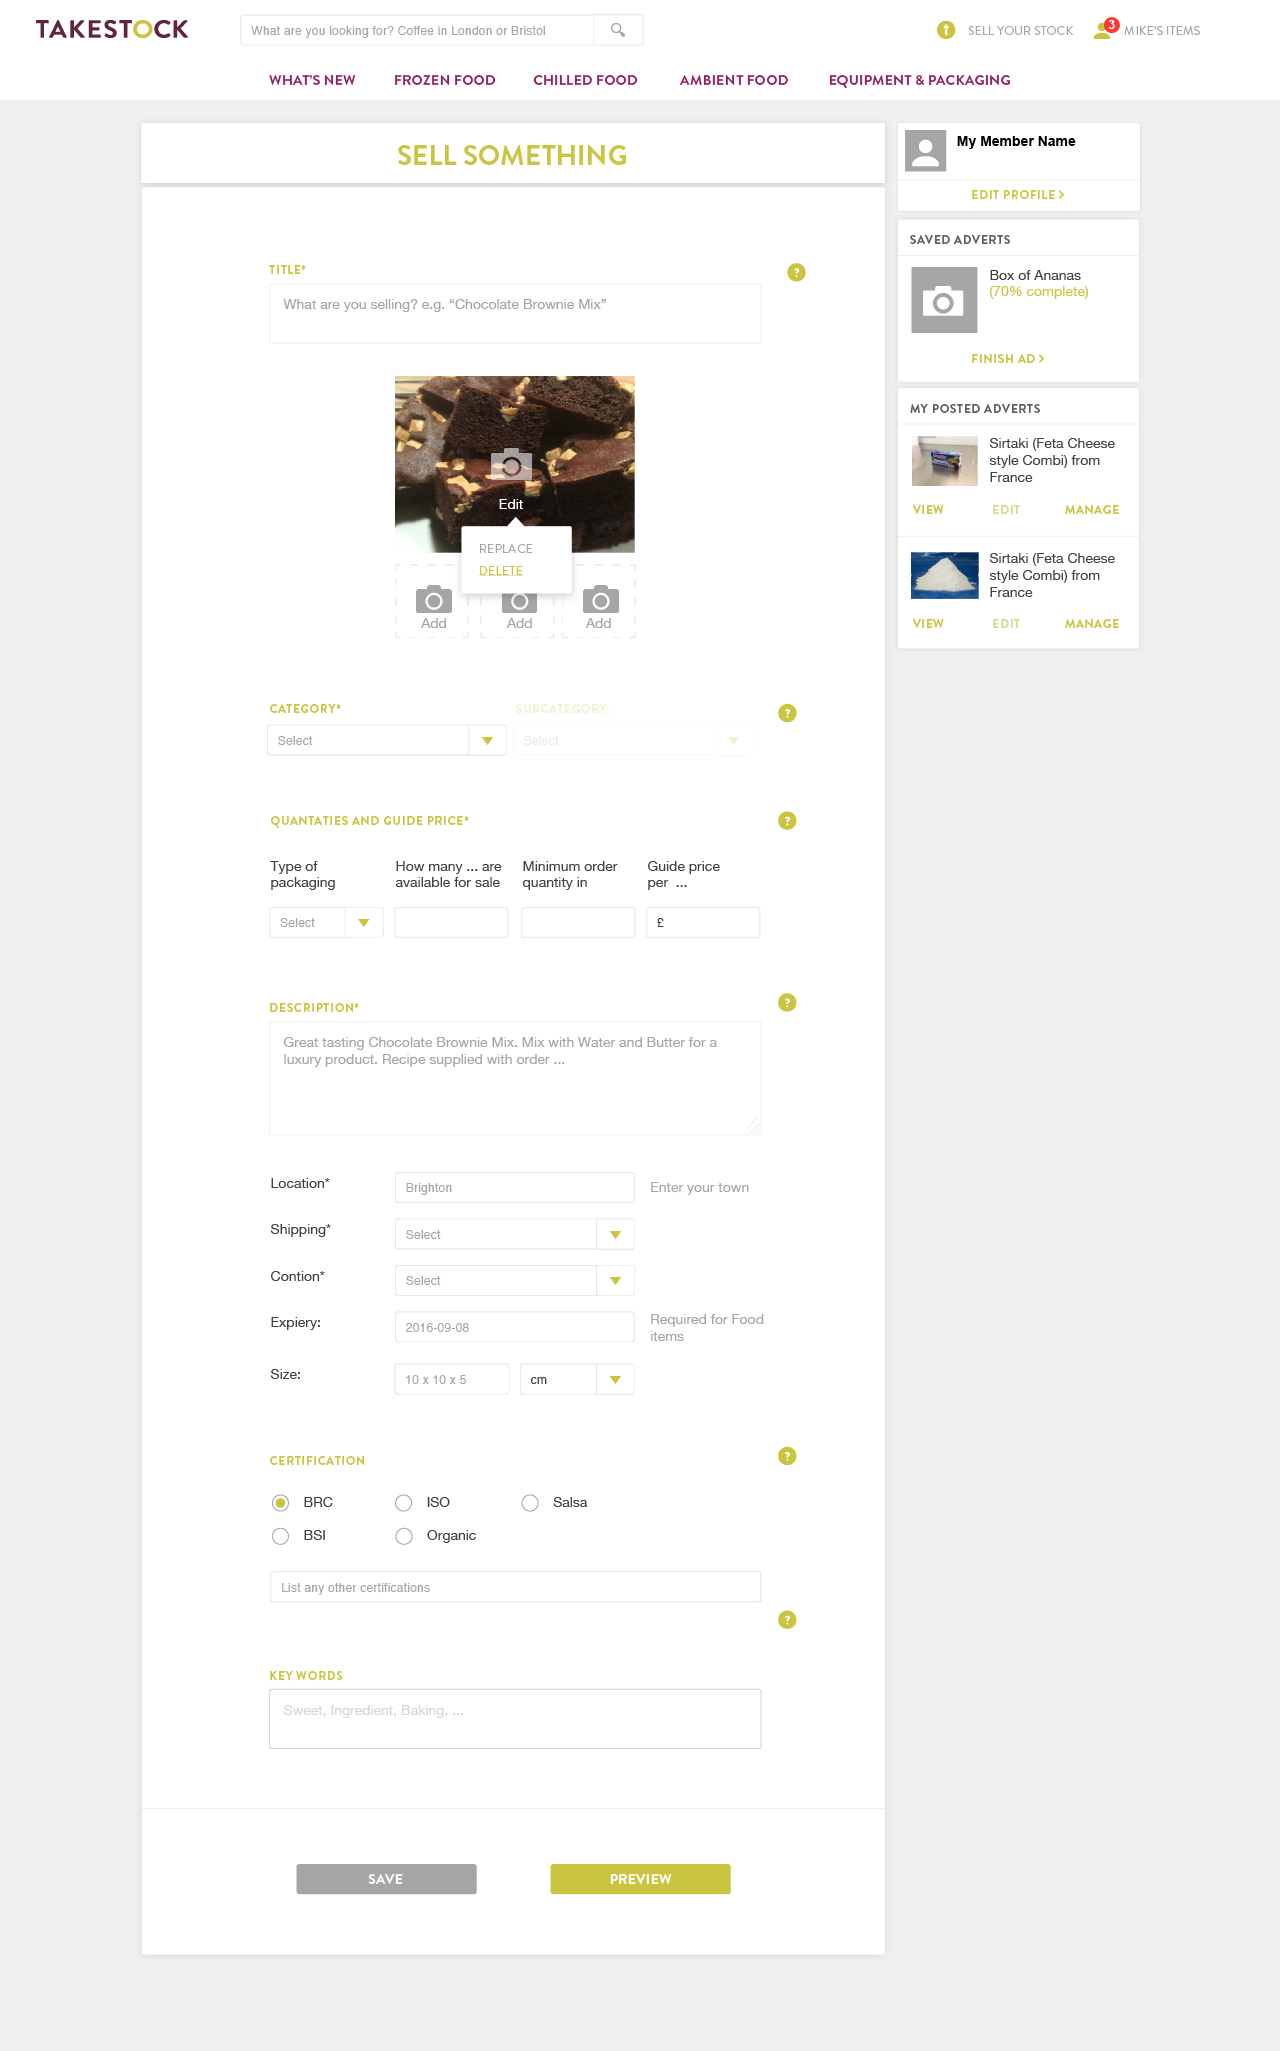 TAKESTOCK
What are you looking for? Coffee in London or Bristol
SELL YOUR STOCK
3
MIKE'S ITEMS
WHAT'S NEW
FROZEN FOOD
CHILLED FOOD
AMBIENT FOOD
EQUIPMENT & PACKAGING
SELL SOMETHING
TITLE*
?
What are you selling? e.g. “Chocolate Brownie Mix”
Edit
REPLACE
DELETE
Add
Add
Add
CATEGORY*
SUBCATEGORY:
?
Select
Select
QUANTATIES AND GUIDE PRICE*
?
Type of
packaging
How many ... are
available for sale
Minimum order
quantity in
Guide price
per ...
Select
£
DESCRIPTION*
?
Great tasting Chocolate Brownie Mix. Mix with Water and Butter for a
luxury product. Recipe supplied with order ...
Location*
Brighton
Enter your town
Shipping*
Select
Contion*
Select
Expiery:
2016-09-08
Required for Food
items
Size:
10 x 10 x 5
cm
CERTIFICATION
?
BRC
ISO
Salsa
BSI
Organic
List any other certifications
?
KEY WORDS
Sweet, Ingredient, Baking, ...
SAVE
PREVIEW
My Member Name
EDIT PROFILE >
SAVED ADVERTS
Box of Ananas
(70% complete)
FINISH AD >
MY POSTED ADVERTS
Sirtaki (Feta Cheese
style Combi) from
France
VIEW
EDIT
MANAGE
Sirtaki (Feta Cheese
style Combi) from
France
VIEW
EDIT
MANAGE